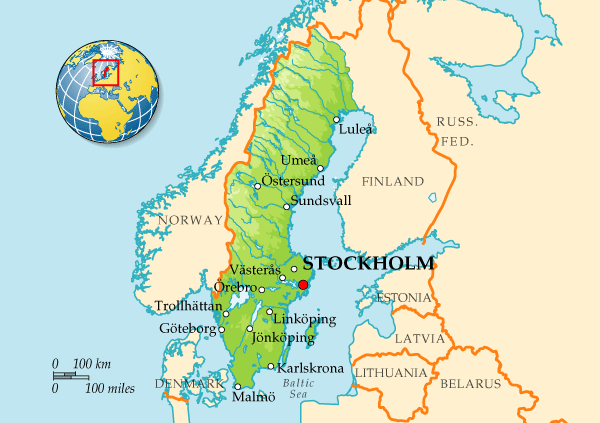 Luleå
RUSS.
FED.
Umeå
Östersund
FINLAND
Sundsvall
NORWAY
STOCKHOLM
Västerås
Örebro
ESTONIA
Trollhättan
Linköping
Göteborg
Jönköping
LATVIA
0 100 km
0 100 miles
Karlskrona
LITHUANIA
DENMARK
Baltic
Sea
BELARUS
Malmö